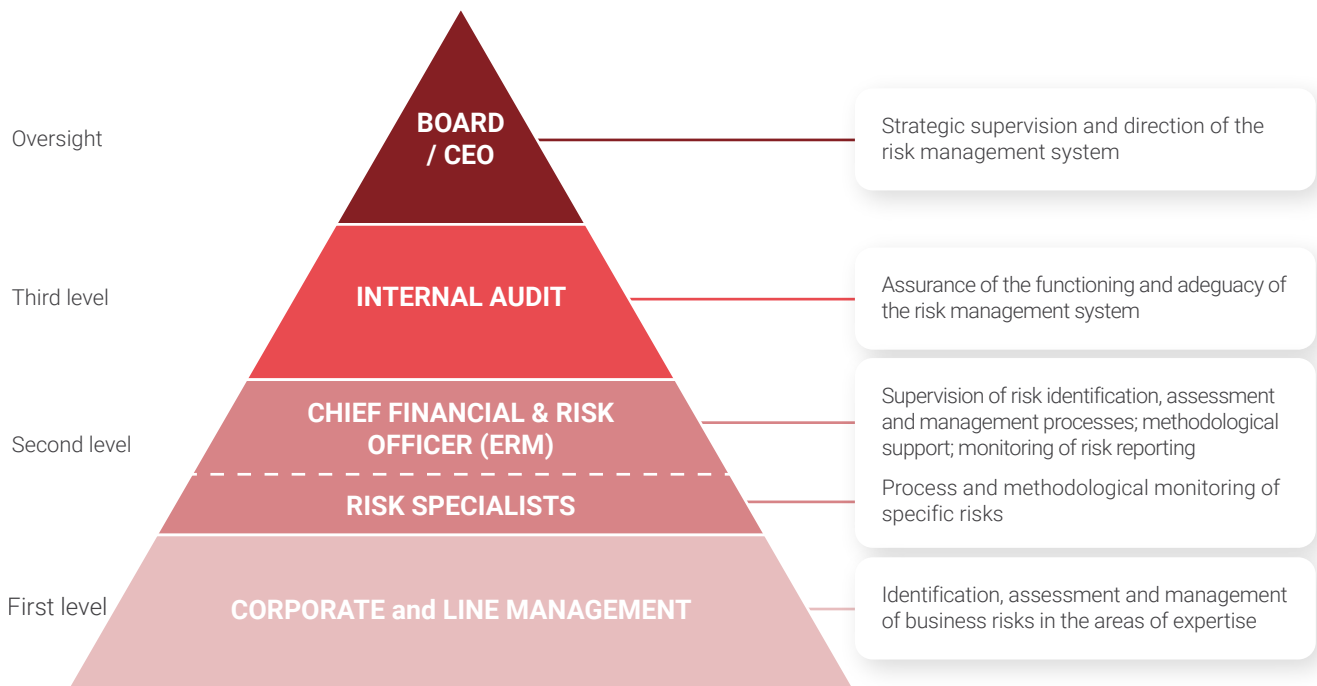 Oversight
BOARD
/ CEO
Strategic supervision and direction of the
risk management system
Third level
INTERNAL AUDIT
Assurance of the functioning and adeguacy of
the risk management system
Second level
CHIEF FINANCIAL & RISK
OFFICER (ERM)
Supervision of risk identification, assessment
and management processes; methodological
support; monitoring of risk reporting
RISK SPECIALISTS
Process and methodological monitoring of
specific risks
First level
CORPORATE and LINE MANAGEMENT
Identification, assessment and management
of business risks in the areas of expertise